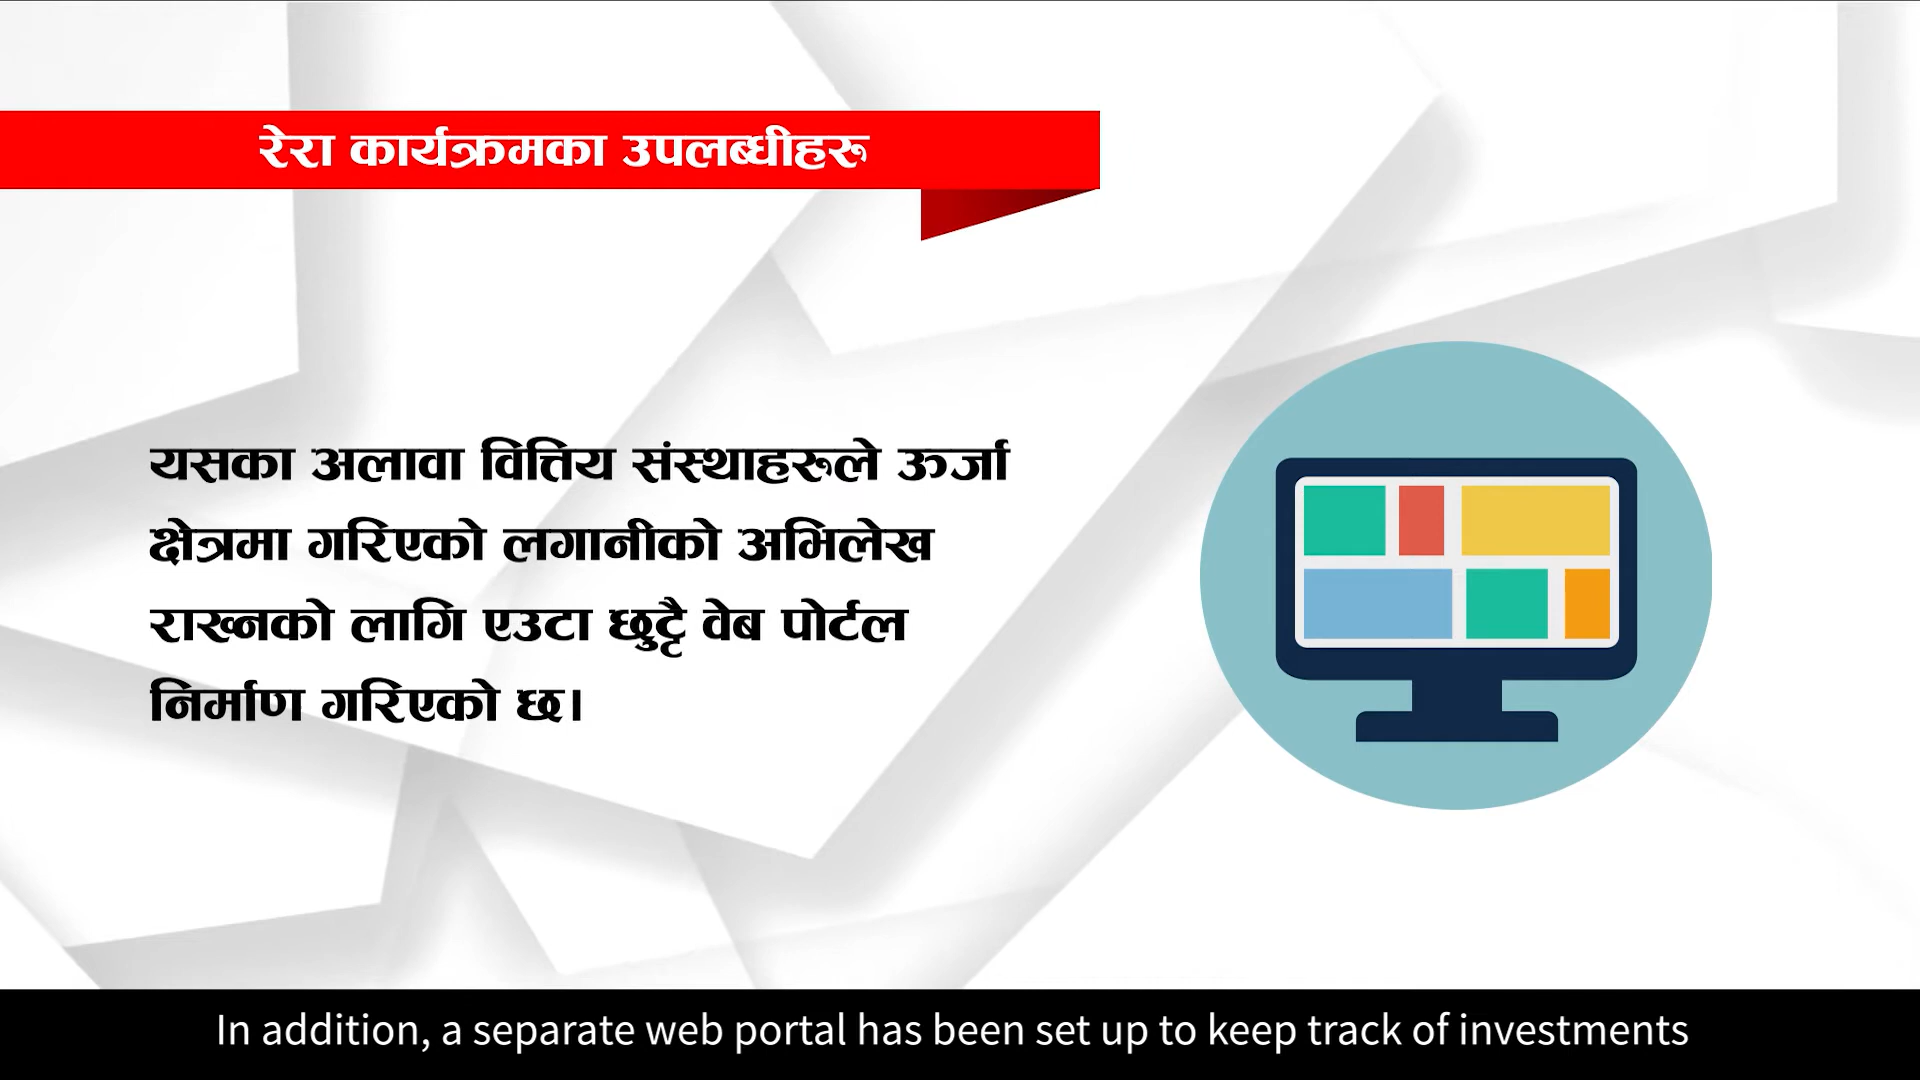 रेरा कार्यक्रमका उपलब्धीहरू
यसका अलावा वित्तिय संस्थाहरूले ऊर्जा
क्षेत्रमा गरिएको लगानीको अभिलेख
राख्नको लागि एउटा छुट्टै वेब पोर्टल
निर्माण गरिएको छ।
In addition, a separate web portal has been set up to keep track of investments